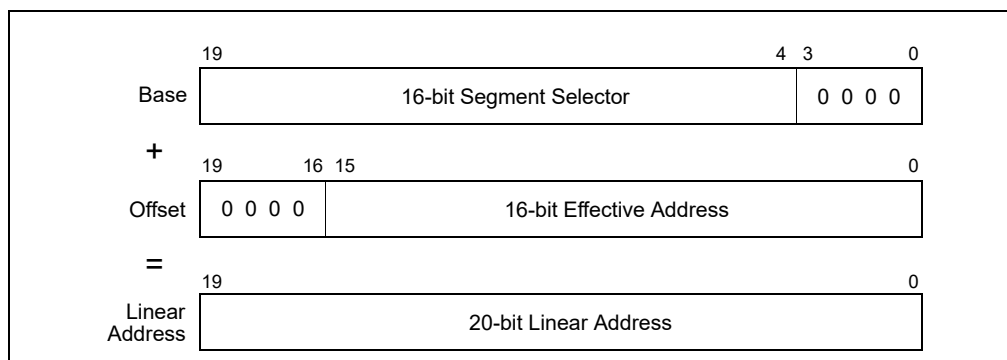 19 4 3 0
Base 16-bit Segment Selector 0 0 0 0
+
19 16 15 0
Offset 0 0 0 0 16-bit Effective Address
=
19 0
Linear
Address 20-bit Linear Address